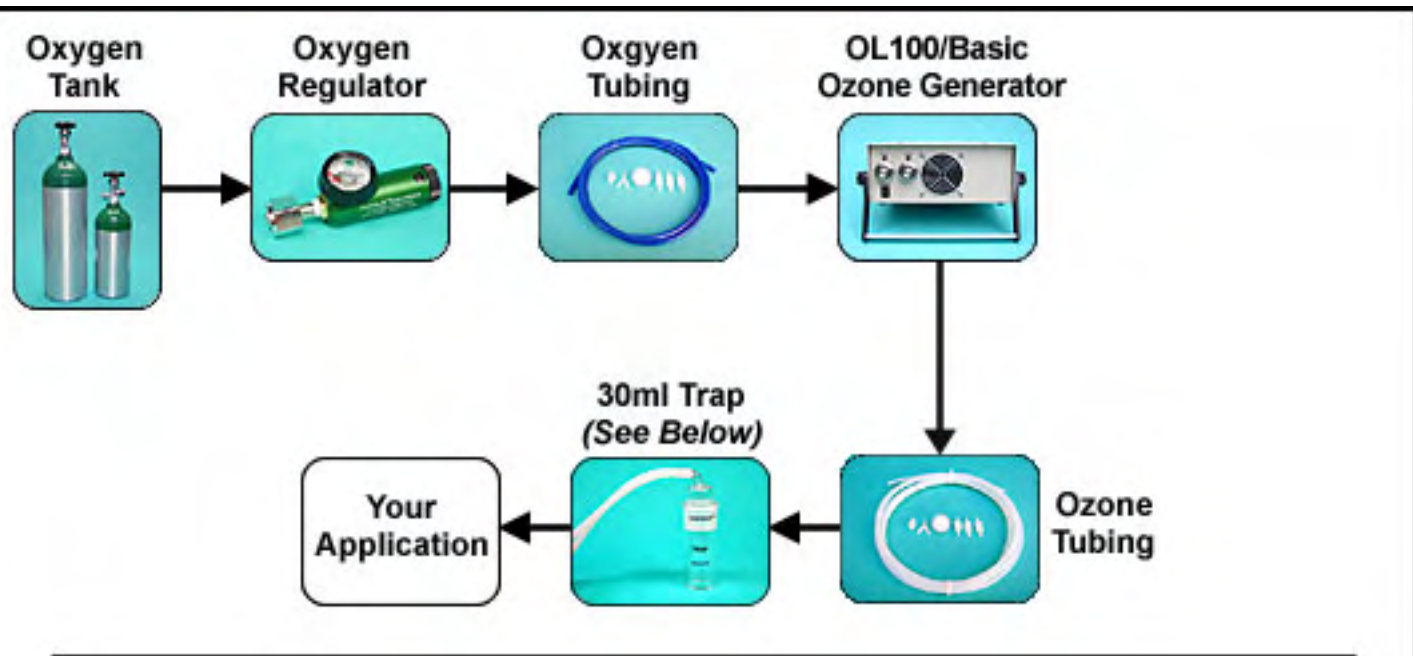 Oxygen
Tank
Oxygen
Regulator
Oxgyen
Tubing
OL100/Basic
Ozone Generator
30ml Trap
(See Below)
Your
Application
Ozone
Tubing